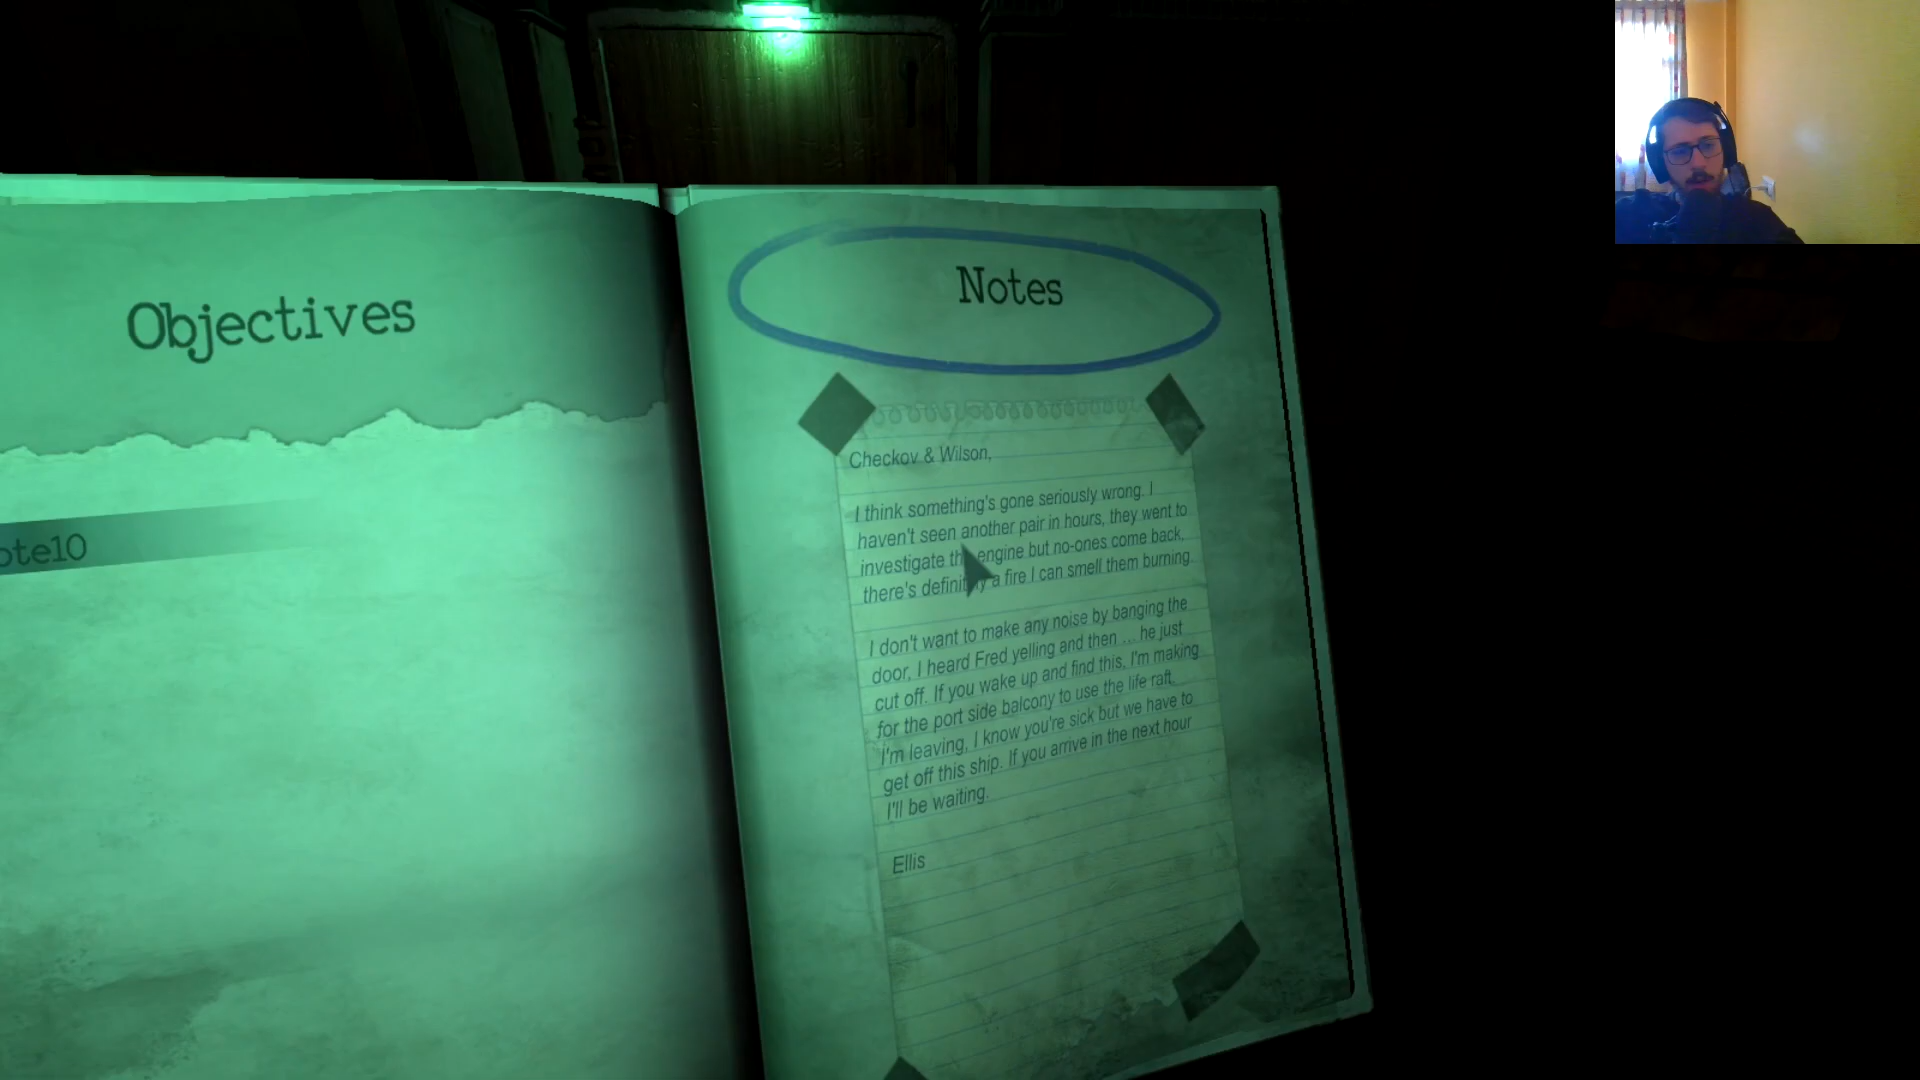 Objectives
ote10
Notes
Checkov & Wilson,
I think something's gone seriously wrong. I
haven't seen another pair in hours, they went to
investigate the engine but no-ones come back,
there's definitely a fire I can smell them burning.
I don't want to make any noise by banging the
door, I heard Fred yelling and then ... he just
cut off. If you wake up and find this, I'm making
for the port side balcony to use the life raft,
I'm leaving, I know you're sick but we have to
get off this ship. If you arrive in the next hour
I'll be waiting.
Ellis